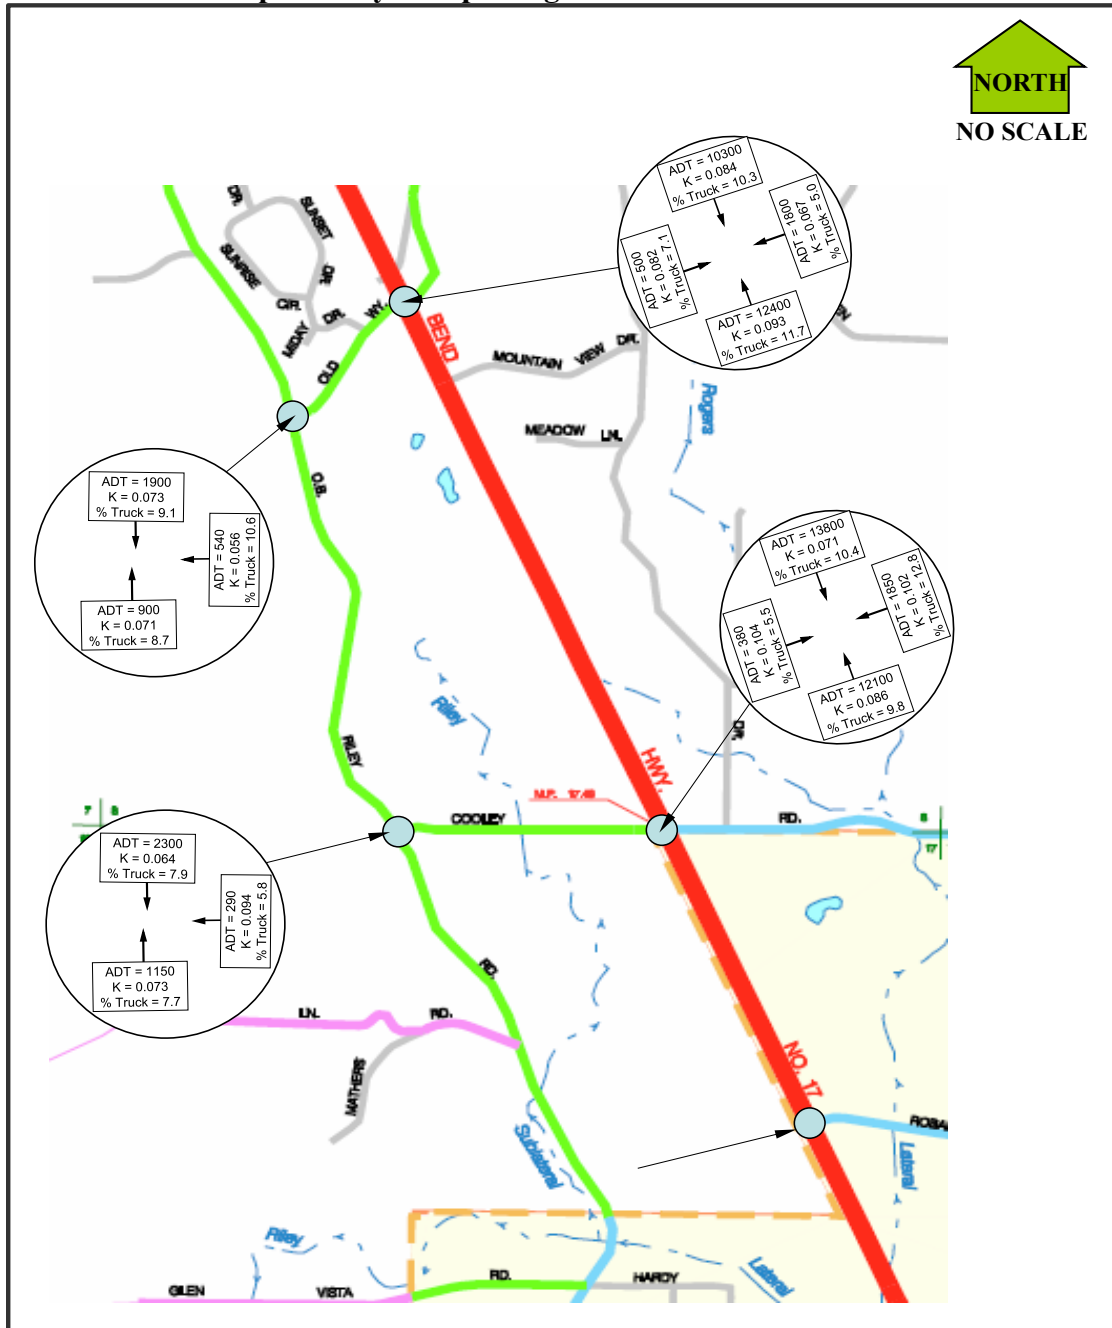 NORTH
NO SCALE
ADT = 10300
K = 0.084
% Truck = 10.3
ADT = 1800
K = 0.067
% Truck = 5.0
ADT = 500
K = 0.082
% Truck = 7.1
ADT = 12400
K = 0.093
% Truck = 11.7
DR.
SUNSET
DR.
SUNRISE
CIR.
MIDAY
DR.
WY.
OLD
BEND
MOUNTAIN
VIEW
DR.
MEADOW
LN.
Rogers
O.B.
ADT = 1900
K = 0.073
% Truck = 9.1
ADT = 540
K = 0.056
% Truck = 10.6
ADT = 900
K = 0.071
% Truck = 8.7
ADT = 13800
K = 0.071
% Truck = 10.4
ADT = 1850
K = 0.102
% Truck = 12.8
ADT = 380
K = 0.104
% Truck = 5.5
ADT = 12100
K = 0.086
% Truck = 9.8
Riley
DR.
RILEY
HWY.
M.P. 17.48
7 8
COOLEY
RD.
8
17
ADT = 2300
K = 0.064
% Truck = 7.9
ADT = 290
K = 0.094
% Truck = 5.8
ADT = 1150
K = 0.073
% Truck = 7.7
RD.
LN.
RD.
MATHERS
NO. 17
Sublateral
Lateral
Riley
Lateral
GLEN
VISTA
RD.
HARDY